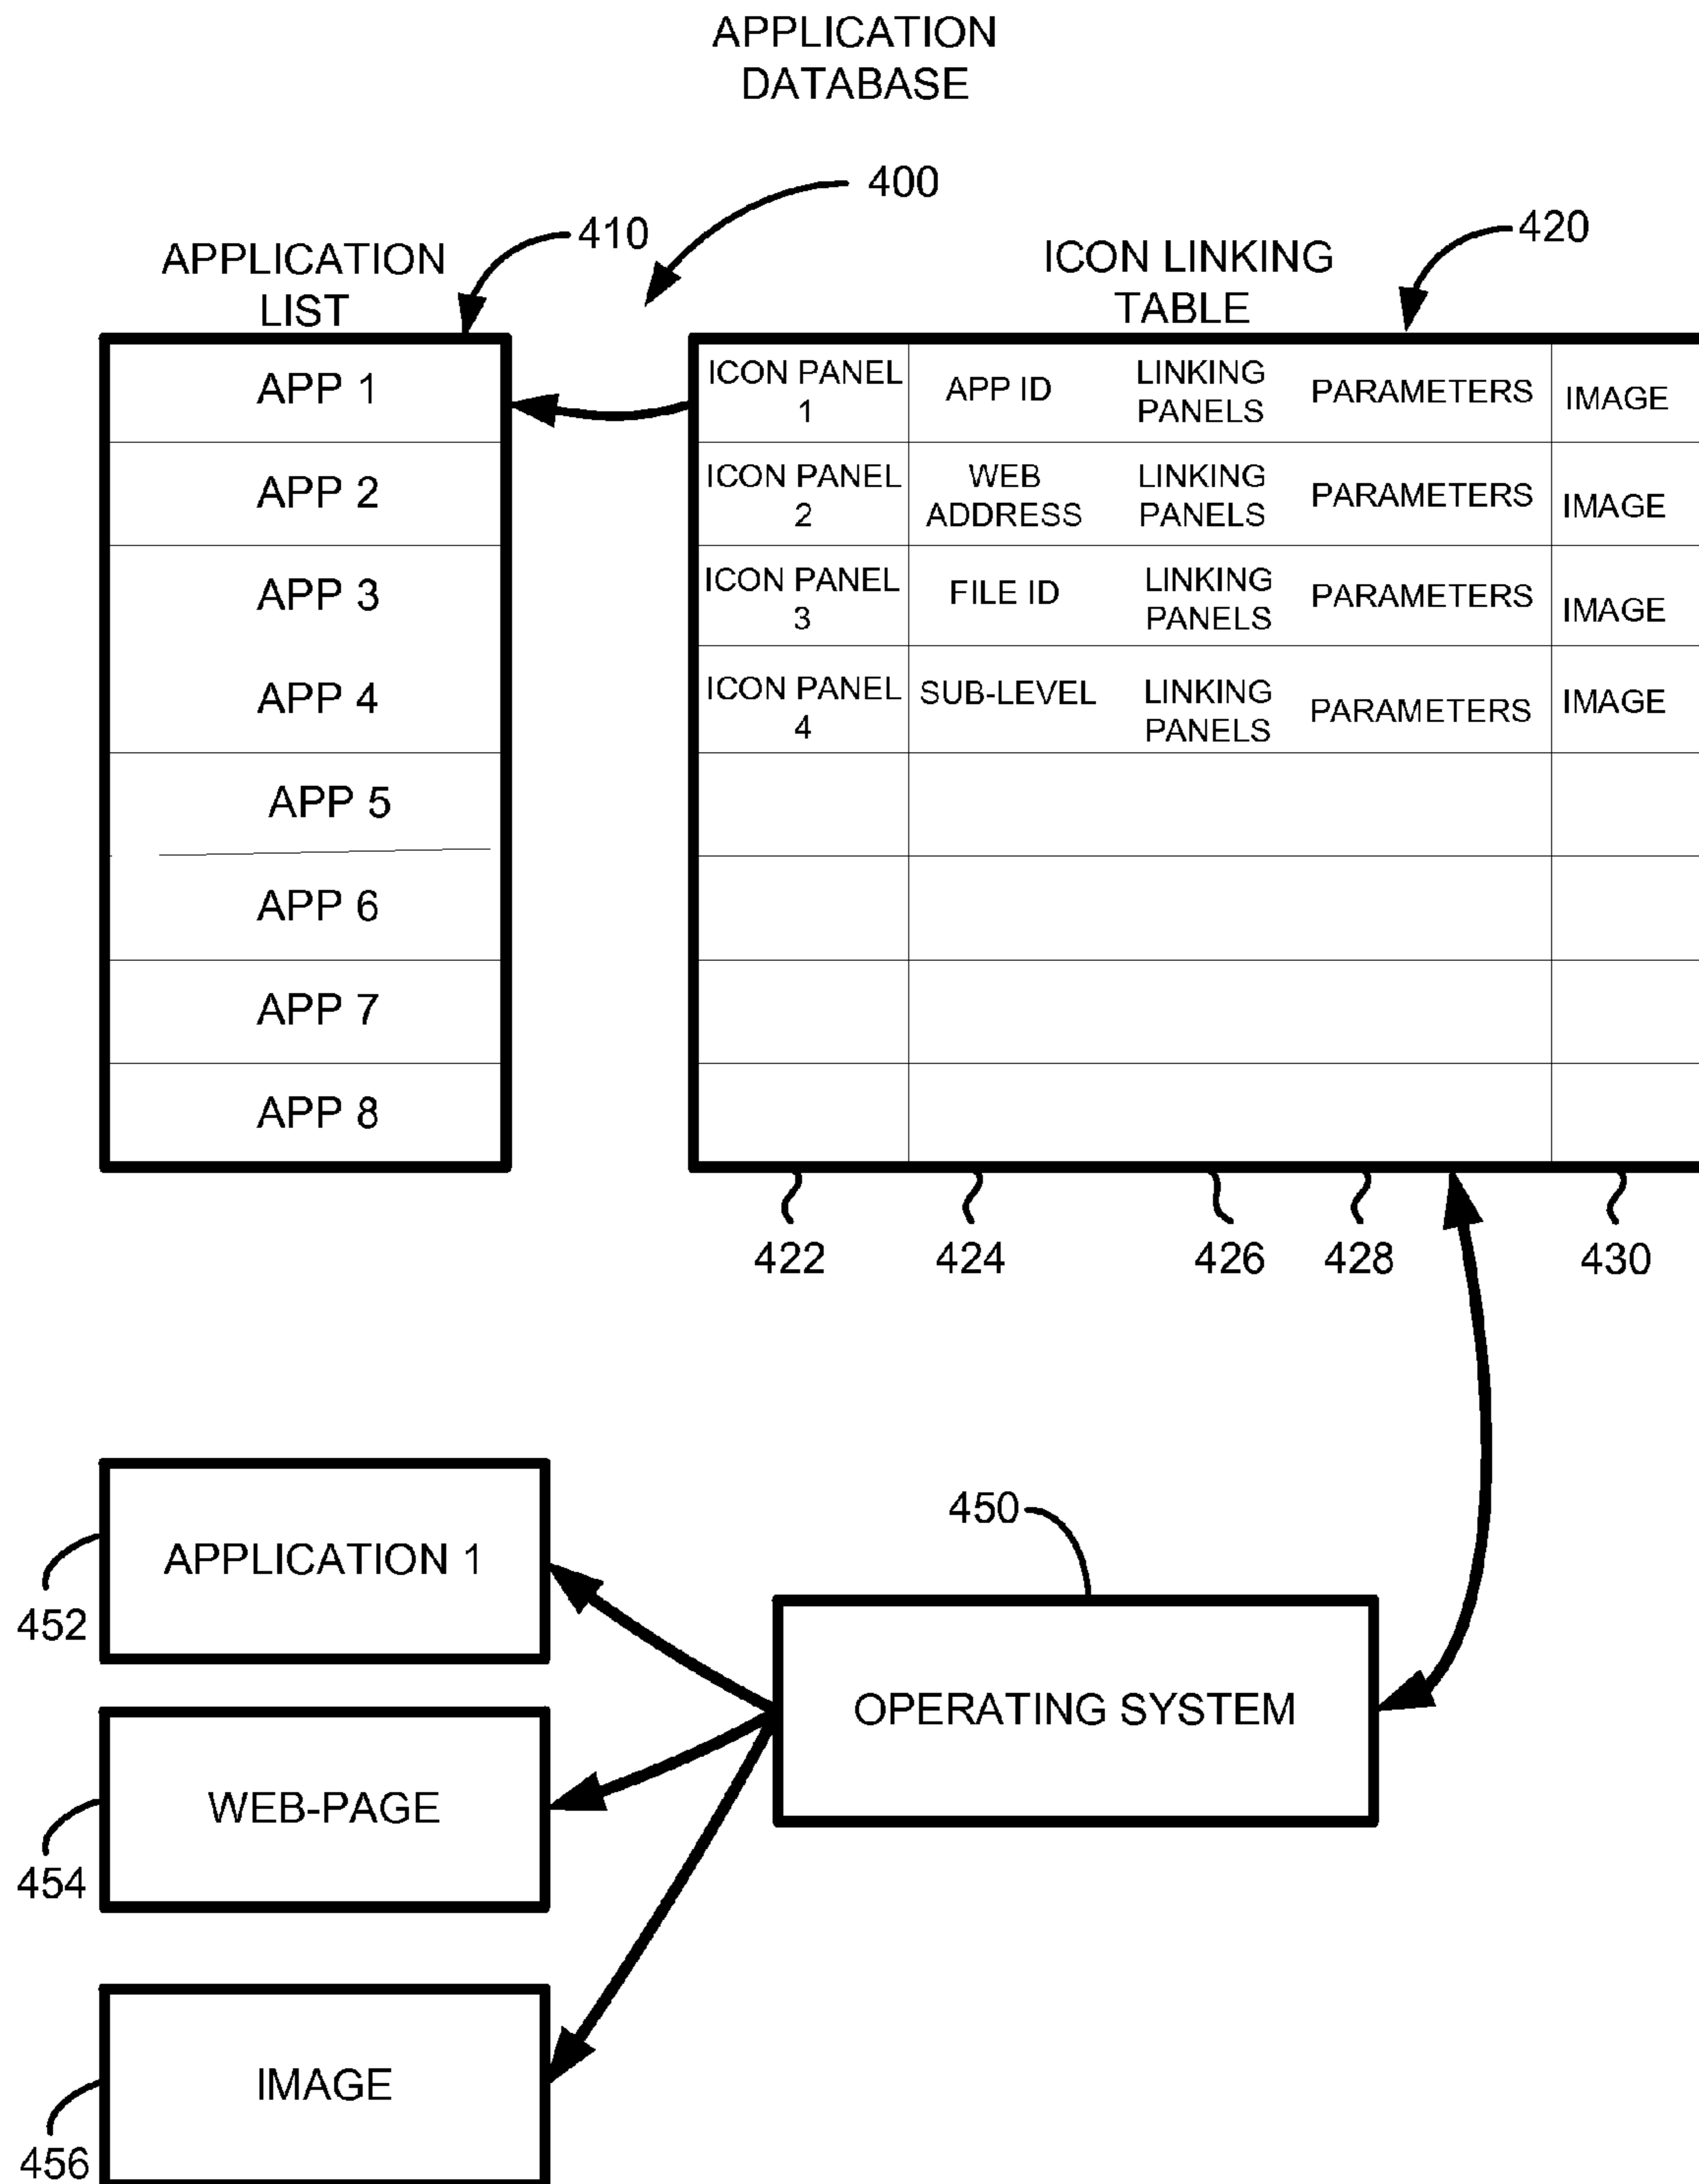 APPLICATION
DATABASE
400
410
420
APPLICATION
LIST
ICON LINKING
TABLE
APP 1
APP 2
APP 3
APP 4
APP 5
APP 6
APP 7
APP 8
ICON PANEL
1
APP ID
LINKING
PANELS
PARAMETERS
IMAGE
ICON PANEL
2
WEB
ADDRESS
LINKING
PANELS
PARAMETERS
IMAGE
ICON PANEL
3
FILE ID
LINKING
PANELS
PARAMETERS
IMAGE
ICON PANEL
4
SUB-LEVEL
LINKING
PANELS
PARAMETERS
IMAGE
422
424
426
428
430
450
APPLICATION 1
452
OPERATING SYSTEM
WEB-PAGE
454
IMAGE
456